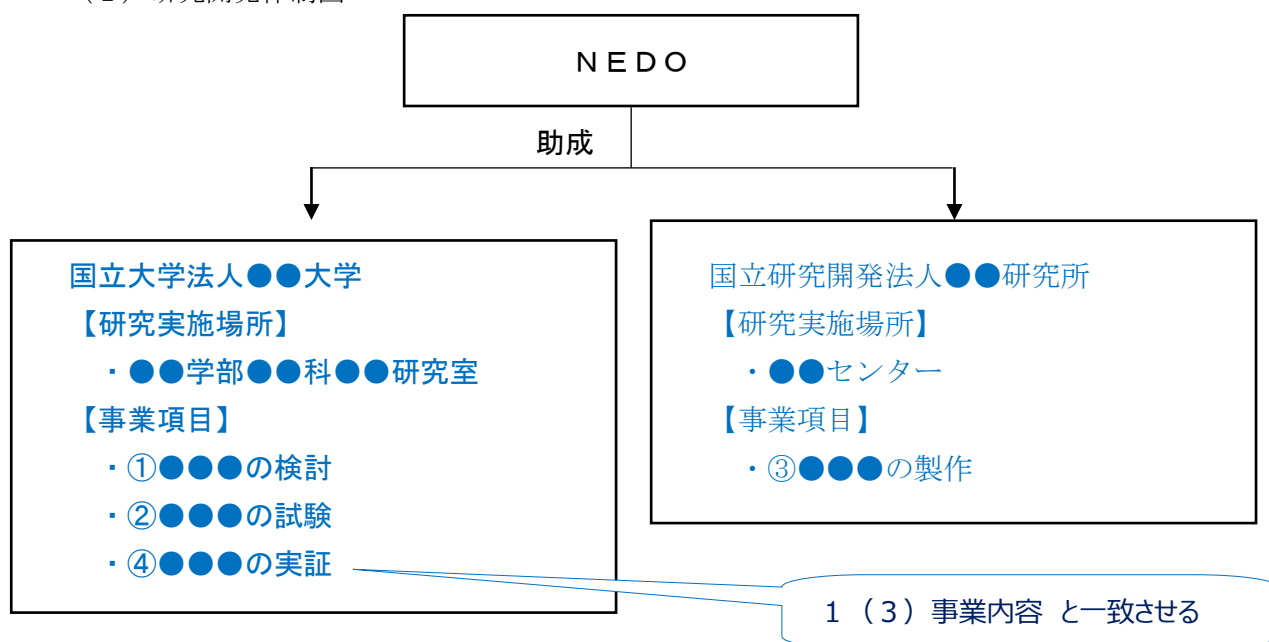 ＮＥＤＯ
助成
国立大学法人●●大学
【研究実施場所】
・●●学部●●科●●研究室
【事業項目】
・①●●●の検討
・②●●●の試験
・④●●●の実証
国立研究開発法人●●研究所
【研究実施場所】
・●●センター
【事業項目】
・③●●●の製作
１（３）事業内容 と一致させる